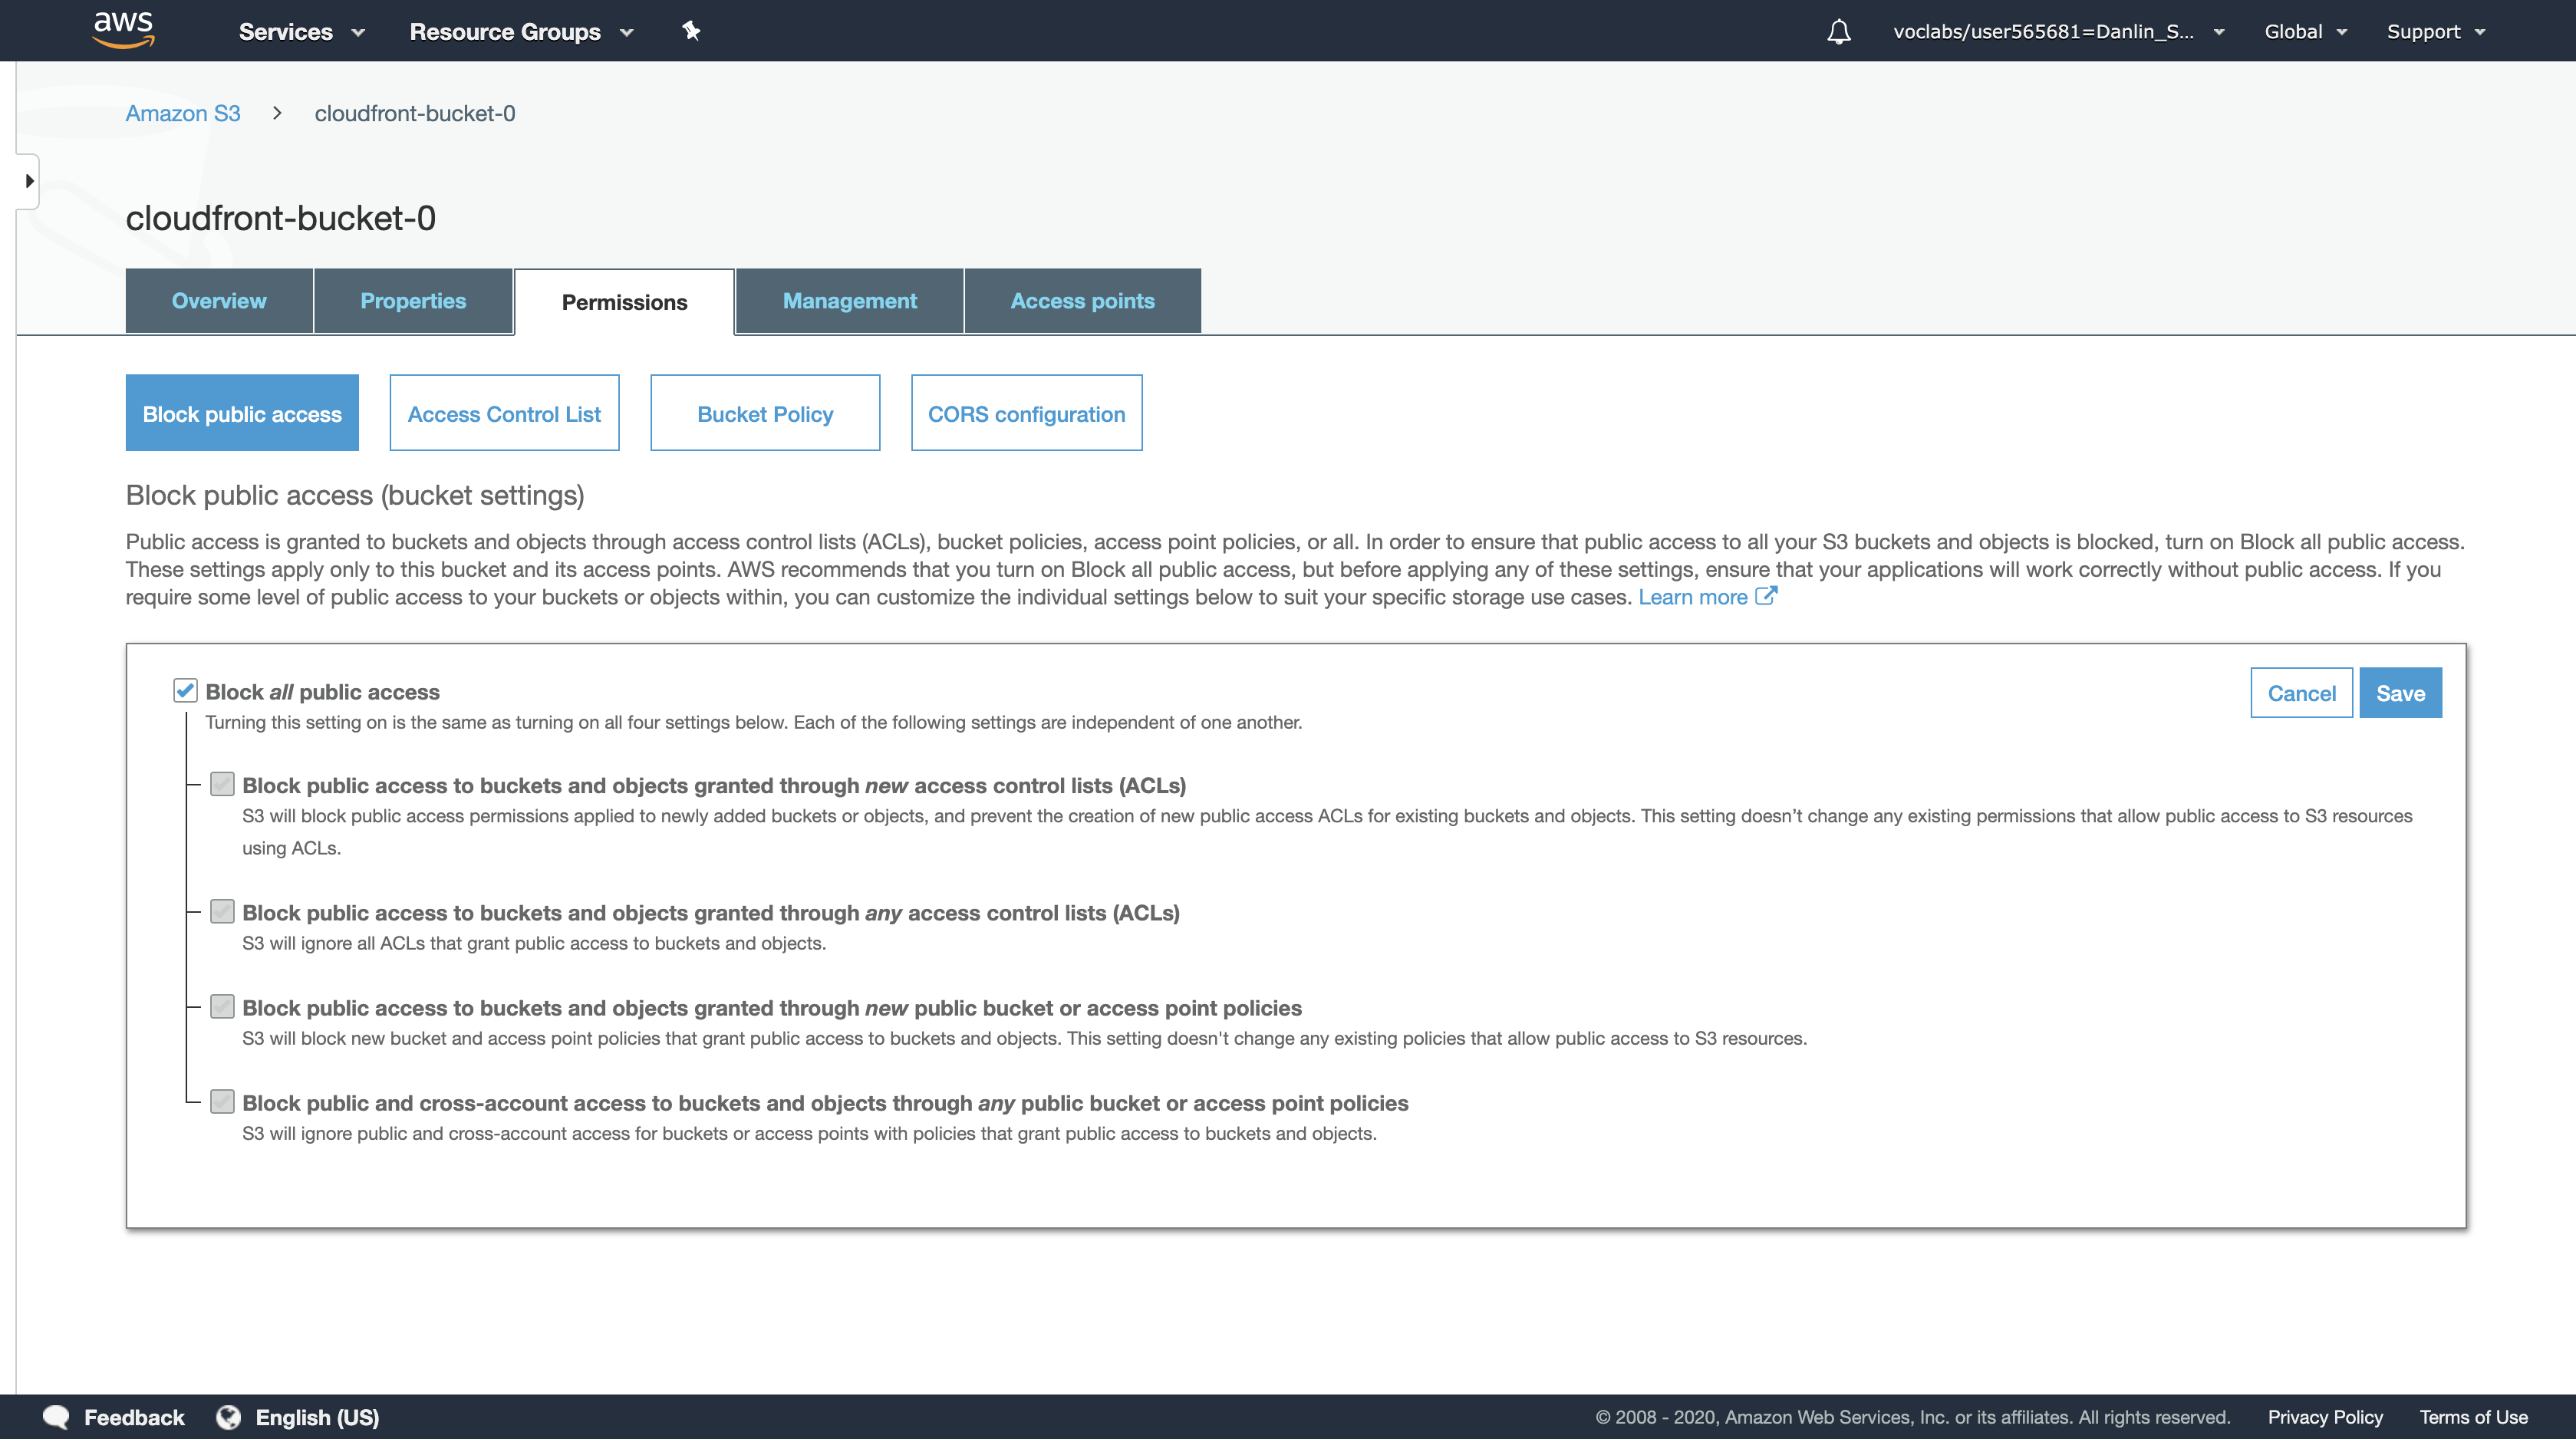 aws
Services
Resource Groups
voclabs/user565681=Danlin_S...
Global
Support
Amazon S3 > cloudfront-bucket-0
cloudfront-bucket-0
Overview
Properties
Permissions
Management
Access points
Block public access
Access Control List
Bucket Policy
CORS configuration
Block public access (bucket settings)
Public access is granted to buckets and objects through access control lists (ACLs), bucket policies, access point policies, or all. In order to ensure that public access to all your S3 buckets and objects is blocked, turn on Block all public access.
These settings apply only to this bucket and its access points. AWS recommends that you turn on Block all public access, but before applying any of these settings, ensure that your applications will work correctly without public access. If you
require some level of public access to your buckets or objects within, you can customize the individual settings below to suit your specific storage use cases. Learn more
Block all public access
Cancel
Save
Turning this setting on is the same as turning on all four settings below. Each of the following settings are independent of one another.
Block public access to buckets and objects granted through new access control lists (ACLs)
S3 will block public access permissions applied to newly added buckets or objects, and prevent the creation of new public access ACLs for existing buckets and objects. This setting doesn’t change any existing permissions that allow public access to S3 resources
using ACLs.
Block public access to buckets and objects granted through any access control lists (ACLs)
S3 will ignore all ACLs that grant public access to buckets and objects.
Block public access to buckets and objects granted through new public bucket or access point policies
S3 will block new bucket and access point policies that grant public access to buckets and objects. This setting doesn't change any existing policies that allow public access to S3 resources.
Block public and cross-account access to buckets and objects through any public bucket or access point policies
S3 will ignore public and cross-account access for buckets or access points with policies that grant public access to buckets and objects.
Feedback
English (US)
© 2008 - 2020, Amazon Web Services, Inc. or its affiliates. All rights reserved.
Privacy Policy
Terms of Use